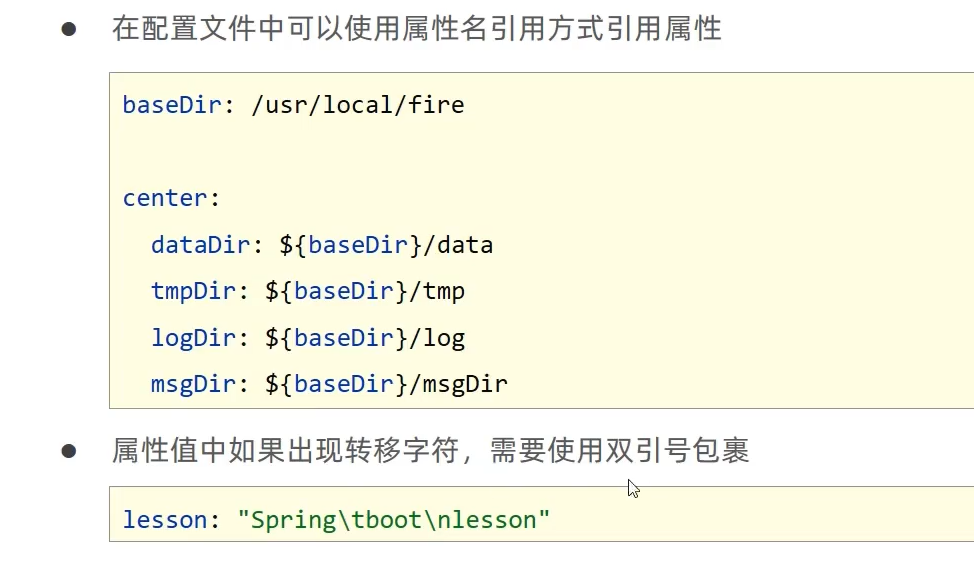 ● 在配置文件中可以使用属性名引用方式引用属性
baseDir: /usr/local/fire
center:
  dataDir: ${baseDir}/data
  tmpDir: ${baseDir}/tmp
  logDir: ${baseDir}/log
  msgDir: ${baseDir}/msgDir
● 属性值中如果出现转移字符，需要使用双引号包裹
lesson: "Spring\tboot\nlesson"